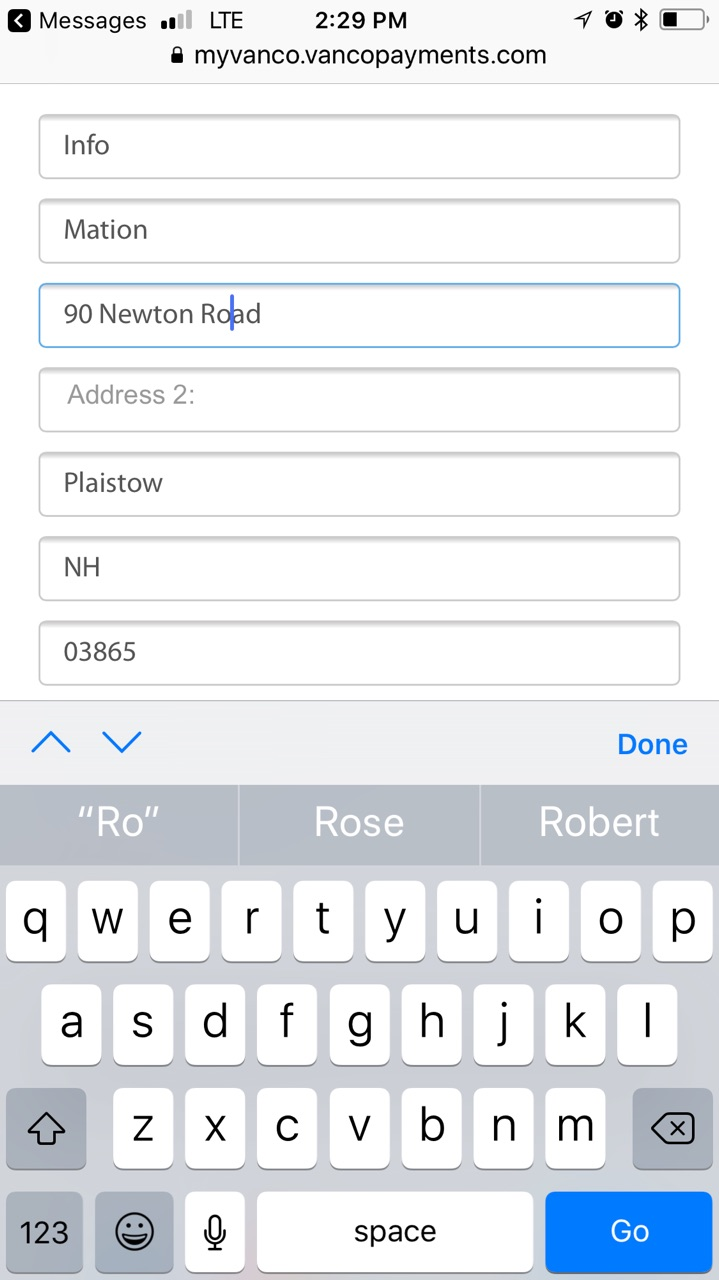 Messages LTE 2:29 PM
myvanco.vancopayments.com
Info
Mation
90 Newton Road
Address 2:
Plaistow
NH
03865
Done
“Ro” Rose Robert
q w e r t y u i o p
a s d f g h j k l
z x c v b n m
123 space Go